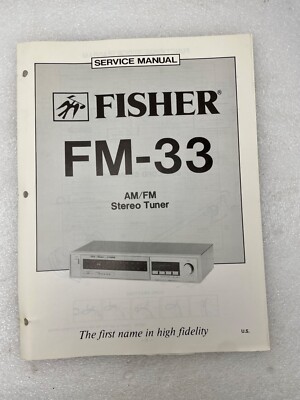 SERVICE MANUAL
FISHER®
FM-33
AM/FM
Stereo Tuner
The first name in high fidelity
U.S.